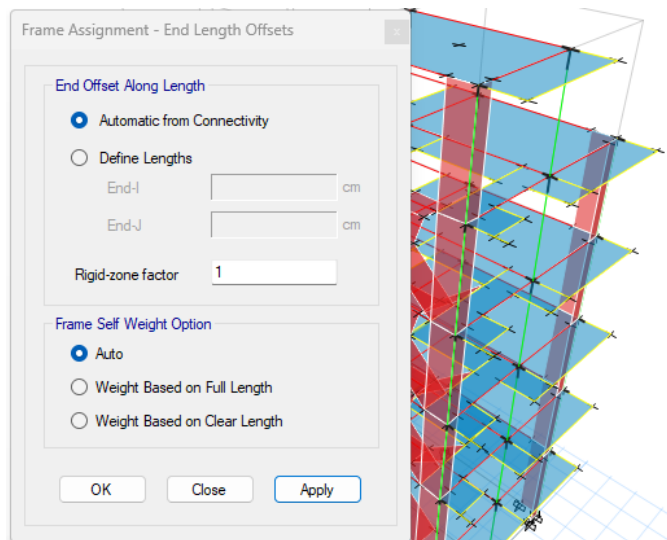 Frame Assignment - End Length Offsets
x
End Offset Along Length
Automatic from Connectivity
Define Lengths
End-I
cm
End-J
cm
Rigid-zone factor
1
Frame Self Weight Option
Auto
Weight Based on Full Length
Weight Based on Clear Length
OK
Close
Apply